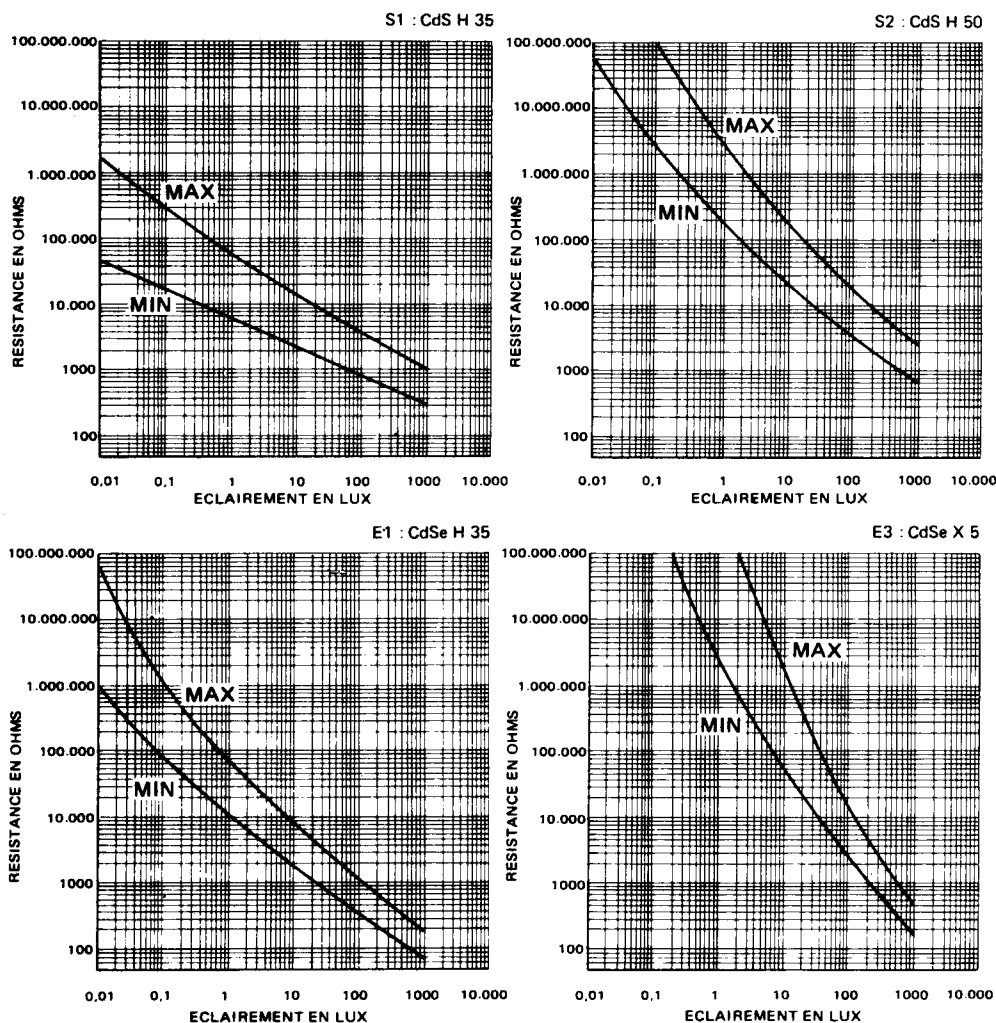 S1 : CdS H 35
100.000.000
10.000.000
1.000.000
100.000
10.000
1000
100
RESISTANCE EN OHMS
MAX
MIN
0,01 0,1 1 10 100 1000 10.000
ECLAIREMENT EN LUX
S2 : CdS H 50
100.000.000
10.000.000
1.000.000
100.000
10.000
1000
100
RESISTANCE EN OHMS
MAX
MIN
0,01 0,1 1 10 100 1000 10.000
ECLAIREMENT EN LUX
E1 : CdSe H 35
100.000.000
10.000.000
1.000.000
100.000
10.000
1000
100
RESISTANCE EN OHMS
MAX
MIN
0,01 0,1 1 10 100 1000 10.000
ECLAIREMENT EN LUX
E3 : CdSe X 5
100.000.000
10.000.000
1.000.000
100.000
10.000
1000
100
RESISTANCE EN OHMS
MAX
MIN
0,01 0,1 1 10 100 1000 10.000
ECLAIREMENT EN LUX